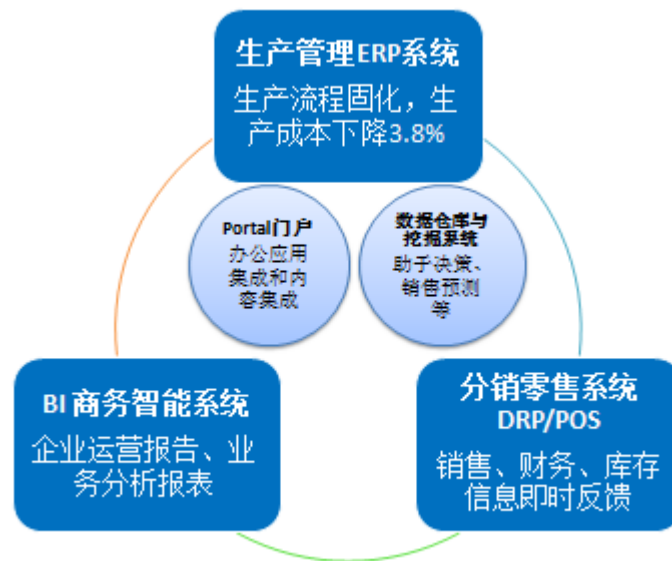 生产管理ERP系统
生产流程固化，生
产成本下降3.8%
Portal门户
办公应用
集成和内
容集成
数据仓库与
挖掘系统
助于决策、
销售预测
等
BI 商务智能系统
企业运营报告、业
务分析报表
分销零售系统
DRP/POS
销售、财务、库存
信息即时反馈